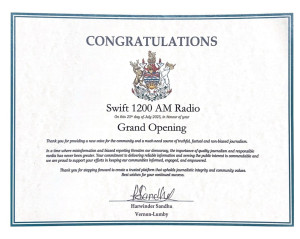 CONGRATULATIONS
Swift 1200 AM Radio
On this 25th day of July 2025, in honour of your
Grand Opening
Thank you for providing a new voice for the community and a much-need source of truthful, factual and non-biased journalism.
In a time where misinformation and biased reporting threaten our democracy, the importance of quality journalism and responsible
media has never been greater. Your commitment to delivering reliable information and serving the public interest is commendable and
we are proud to support your efforts in keeping our communities informed, engaged, and empowered.
Thank you for stepping forward to create a trusted platform that upholds journalistic integrity and community values.
Best wishes for your continued success.
Harwinder Sandhu
Vernon-Lumby